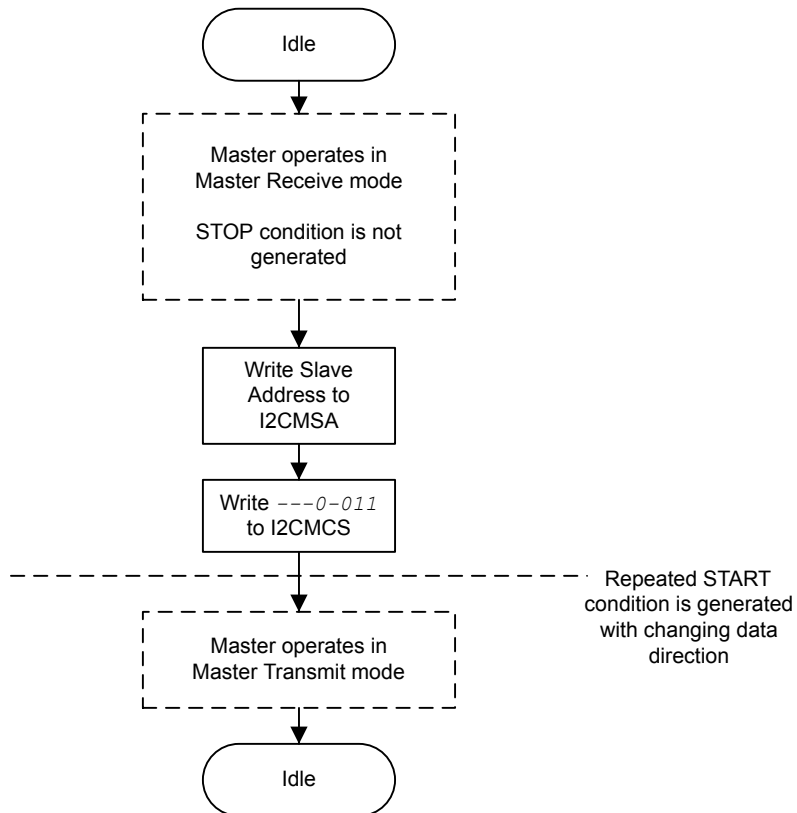 Idle
Master operates in
Master Receive mode
STOP condition is not
generated
Write Slave
Address to
I2CMSA
Write ---0-011
to I2CMCS
Repeated START
condition is generated
with changing data
direction
Master operates in
Master Transmit mode
Idle